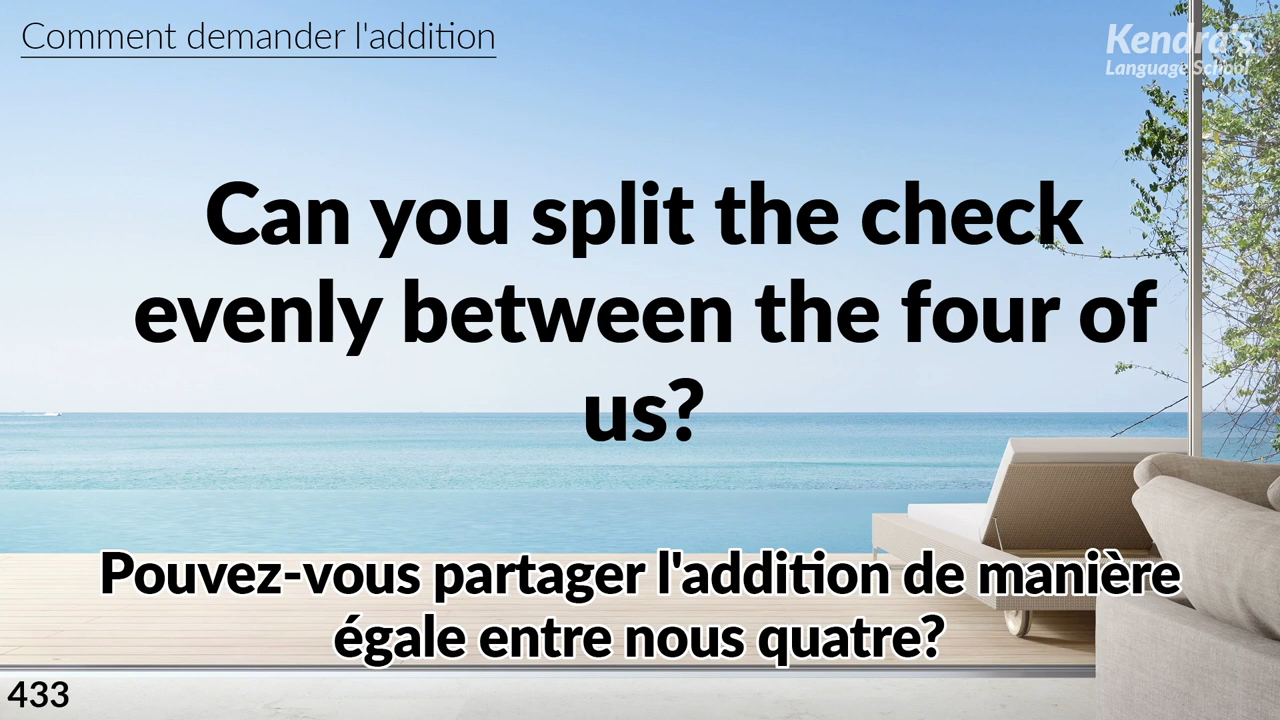 Comment demander l'addition
Kendra's
Language School
Can you split the check
evenly between the four of
us?
Pouvez-vous partager l'addition de manière
égale entre nous quatre?
433